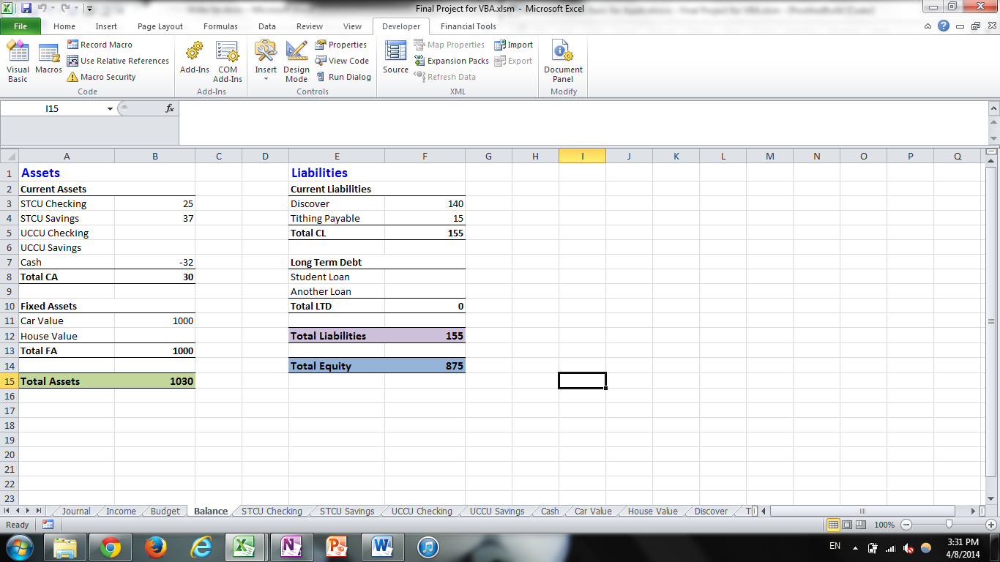 Final Project for VBA.xlsm - Microsoft Excel
File Home Insert Page Layout Formulas Data Review View Developer Financial Tools
Visual Basic
Macros
Record Macro
Use Relative References
Macro Security
Code
Add-Ins
COM Add-Ins
Add-Ins
Insert
Design Mode
Properties
View Code
Run Dialog
Controls
Source
Map Properties
Expansion Packs
Refresh Data
Import
Export
XML
Document Panel
Modify
I15 fx
A B C D E F G H I J K L M N O P Q
1 Assets Liabilities
2 Current Assets Current Liabilities
3 STCU Checking 25 Discover 140
4 STCU Savings 37 Tithing Payable 15
5 UCCU Checking Total CL 155
6 UCCU Savings
7 Cash -32 Long Term Debt
8 Total CA 30 Student Loan
9 Another Loan
10 Fixed Assets Total LTD 0
11 Car Value 1000
12 House Value Total Liabilities 155
13 Total FA 1000
14 Total Equity 875
15 Total Assets 1030
16
17
18
19
20
21
22
23
Journal Income Budget Balance STCU Checking STCU Savings UCCU Checking UCCU Savings Cash Car Value House Value Discover T
Ready 100%
EN 3:31 PM
4/8/2014